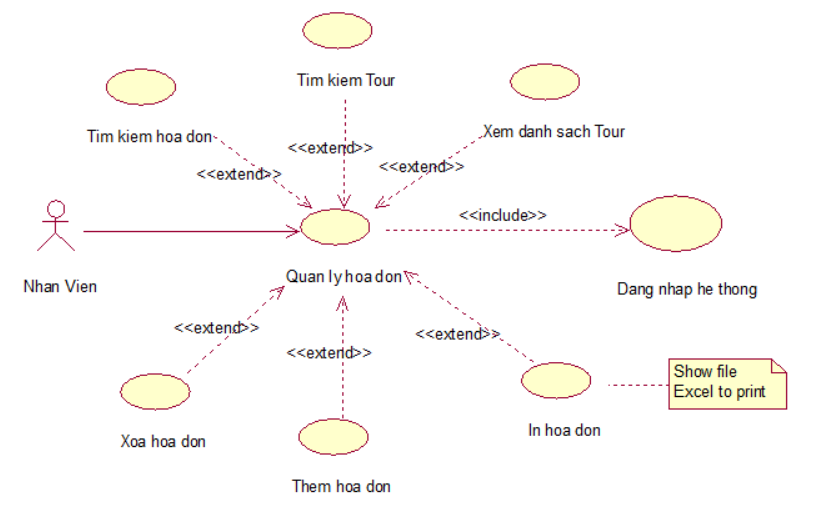 Tim kiem Tour
Tim kiem hoa don
Xem danh sach Tour
<<extend>>
<<extend>>
<<extend>>
<<include>>
Nhan Vien
Quan ly hoa don
Dang nhap he thong
<<extend>>
<<extend>>
<<extend>>
Show file
Excel to print
Xoa hoa don
In hoa don
Them hoa don